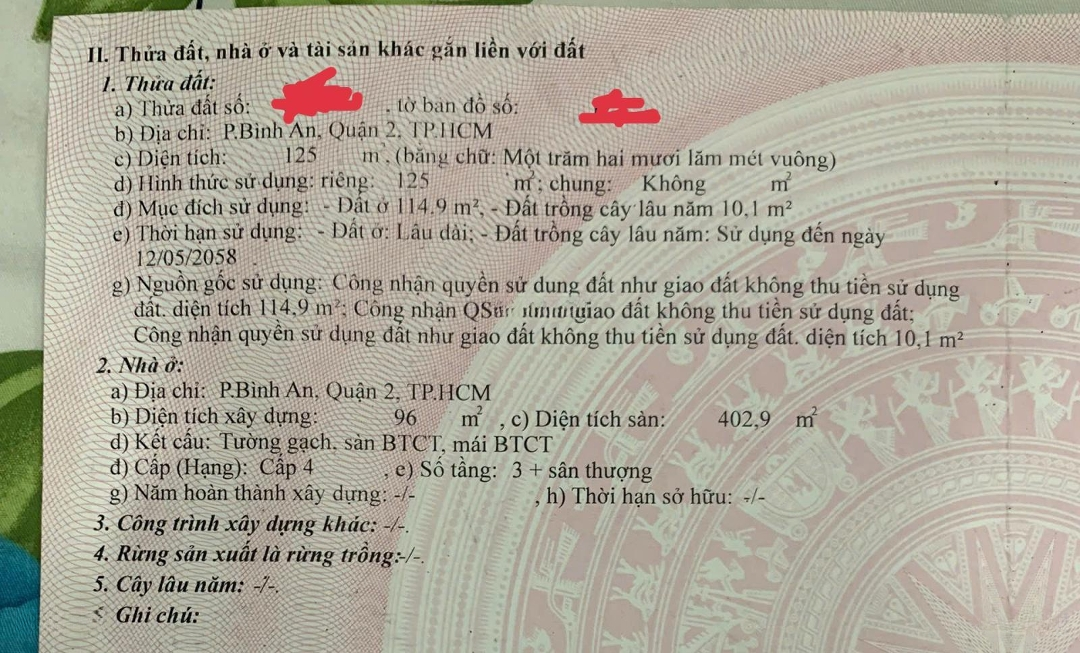 II. Thửa đất, nhà ở và tài sản khác gắn liền với đất
1. Thửa đất:
a) Thửa đất số: , tờ bản đồ số:
b) Địa chỉ: P.Bình An, Quận 2, TP.HCM
c) Diện tích: 125 m², (bằng chữ: Một trăm hai mươi lăm mét vuông)
d) Hình thức sử dụng: riêng: 125 m²; chung: Không m²
đ) Mục đích sử dụng: - Đất ở 114.9 m², - Đất trồng cây lâu năm 10,1 m²
e) Thời hạn sử dụng: - Đất ở: Lâu dài; - Đất trồng cây lâu năm: Sử dụng đến ngày
12/05/2058
g) Nguồn gốc sử dụng: Công nhận quyền sử dung đất như giao đất không thu tiền sử dụng
đất. diện tích 114,9 m²; Công nhận giao đất không thu tiền sử dụng đất;
Công nhận quyền sử dụng đất như giao đất không thu tiền sử dụng đất. diện tích 10,1 m²
2. Nhà ở:
a) Địa chỉ: P.Bình An, Quận 2, TP.HCM
b) Diện tích xây dựng: 96 m² , c) Diện tích sàn: 402,9 m²
d) Kết cấu: Tường gạch, sàn BTCT, mái BTCT
đ) Cấp (Hạng): Cấp 4 , e) Số tầng: 3 + sân thượng
g) Năm hoàn thành xây dựng: -/- , h) Thời hạn sở hữu: -/-
3. Công trình xây dựng khác: -/-.
4. Rừng sản xuất là rừng trồng:-/-.
5. Cây lâu năm: -/-.
Ghi chú: